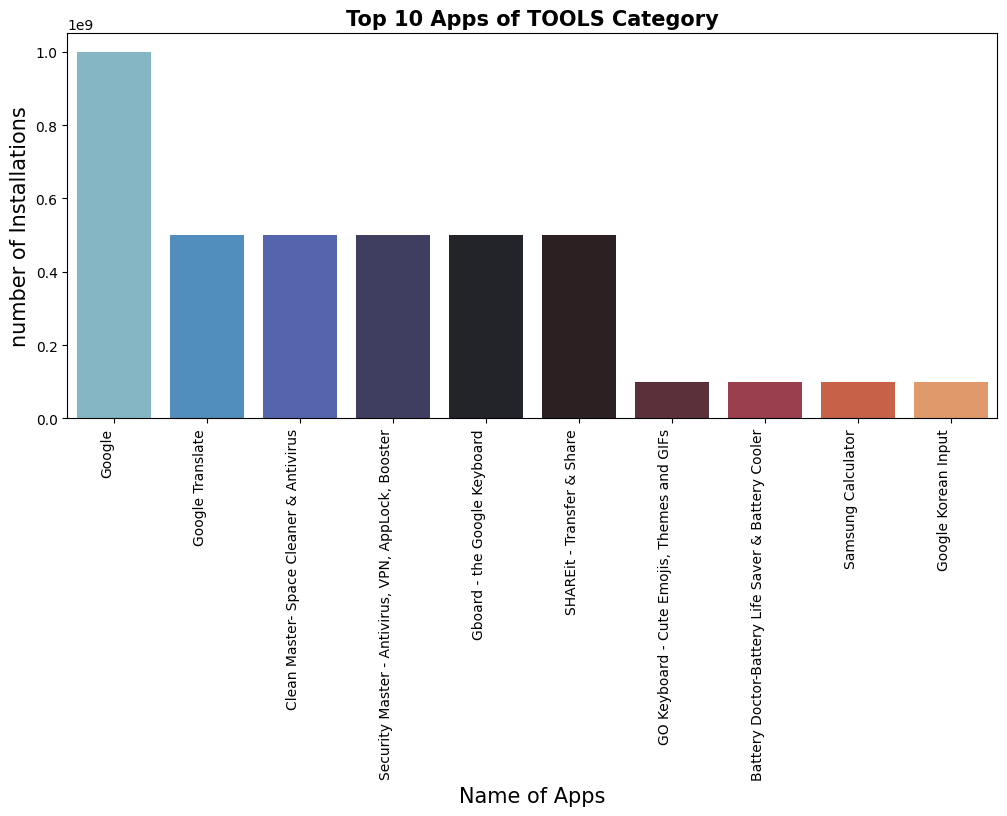 Top 10 Apps of TOOLS Category
1e9
1.0
0.8
0.6
0.4
0.2
0.0
number of Installations
Google
Google Translate
Clean Master- Space Cleaner & Antivirus
Security Master - Antivirus, VPN, AppLock, Booster
Gboard - the Google Keyboard
SHAREit - Transfer & Share
GO Keyboard - Cute Emojis, Themes and GIFs
Battery Doctor-Battery Life Saver & Battery Cooler
Samsung Calculator
Google Korean Input
Name of Apps